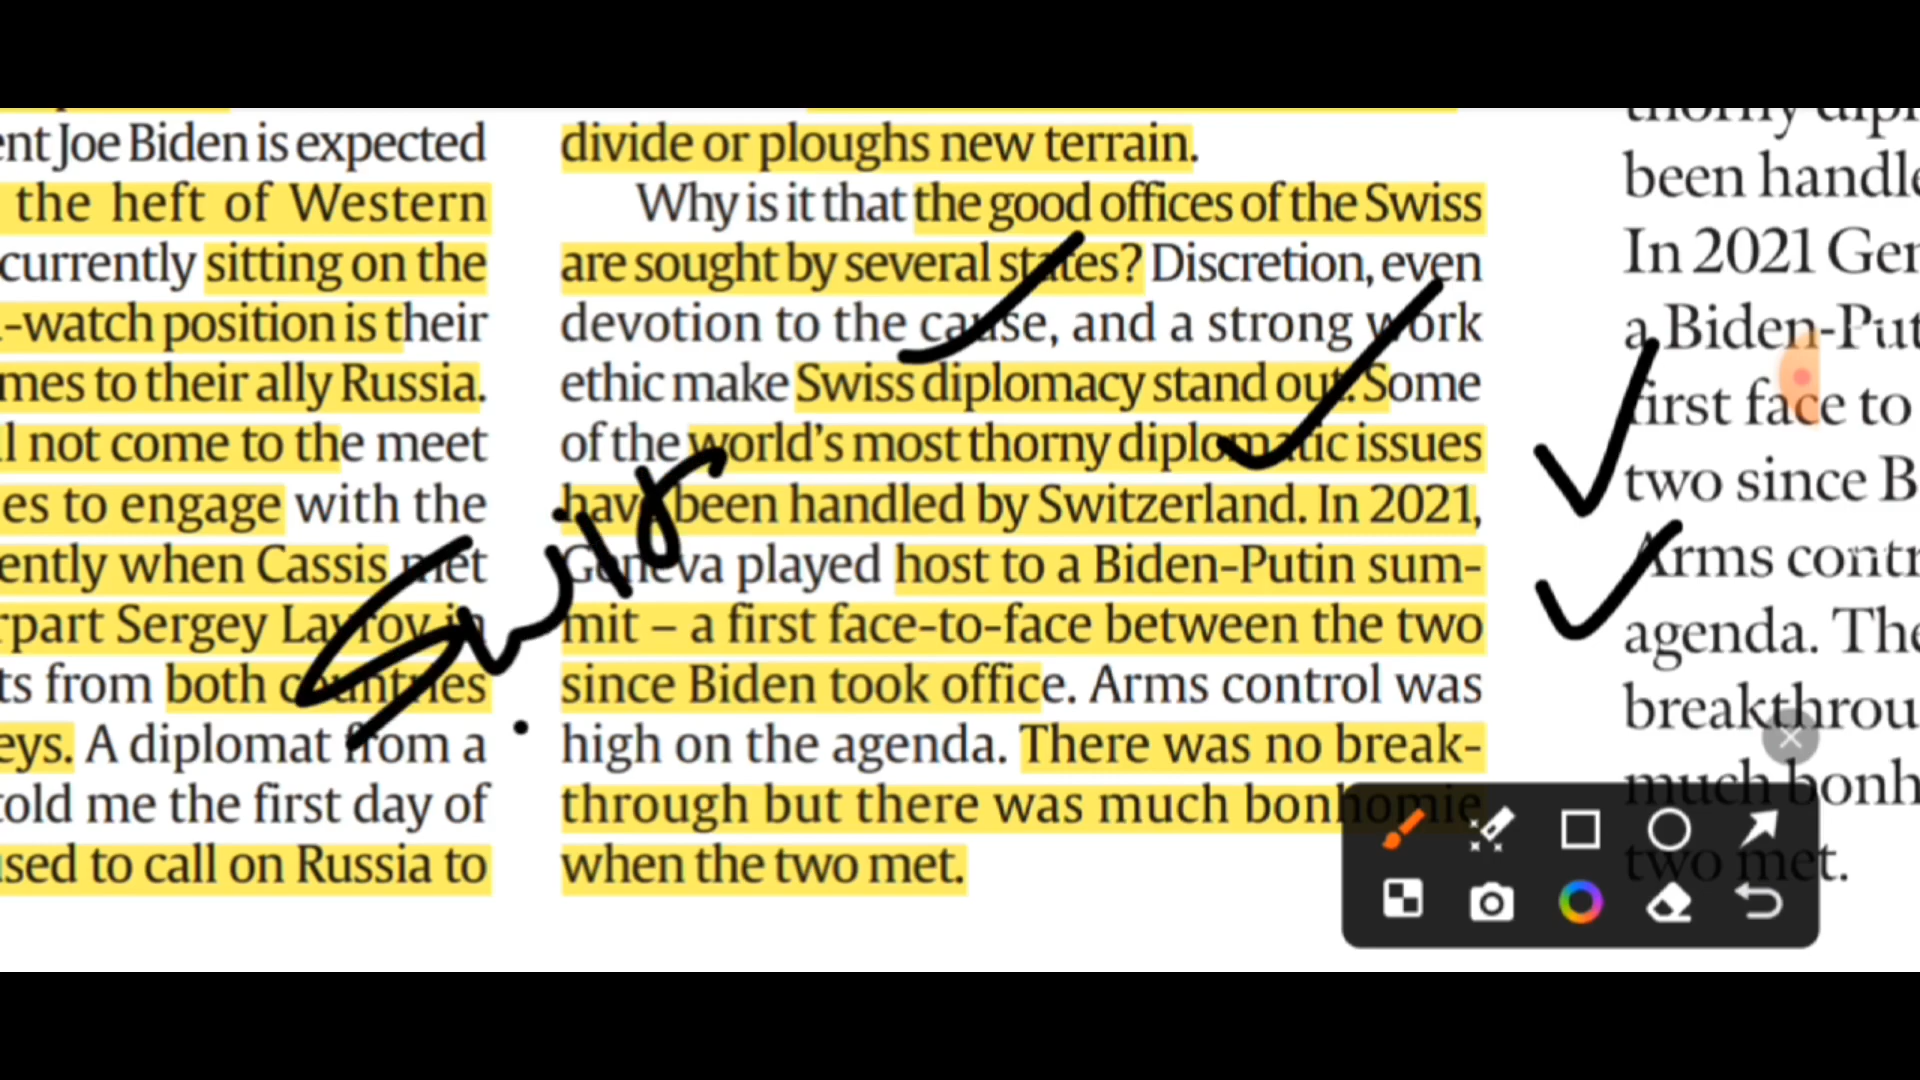 ent Joe Biden is expected
the heft of Western
currently sitting on the
-watch position is their
mes to their ally Russia.
l not come to the meet
es to engage with the
ently when Cassis met
rpart Sergey Lavrov in
ts from both countries
eys. A diplomat from a
told me the first day of
used to call on Russia to
divide or ploughs new terrain.
Why is it that the good offices of the Swiss
are sought by several states? Discretion, even
devotion to the cause, and a strong work
ethic make Swiss diplomacy stand out. Some
of the world's most thorny diplomatic issues
have been handled by Switzerland. In 2021,
Geneva played host to a Biden-Putin sum-
mit – a first face-to-face between the two
since Biden took office. Arms control was
high on the agenda. There was no break-
through but there was much bonhomie
when the two met.
thorny dipl
been handle
In 2021 Gen
a Biden-Put
first face to
two since B
Arms contr
agenda. The
breakthrou
much bonh
two met.